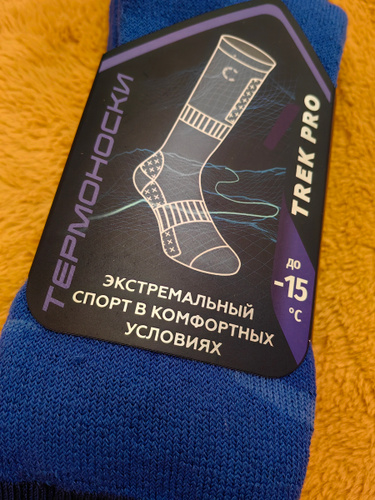 ТЕРМОНОСКИ
TREK PRO
до
-15
°C
ЭКСТРЕМАЛЬНЫЙ
СПОРТ В КОМФОРТНЫХ
УСЛОВИЯХ